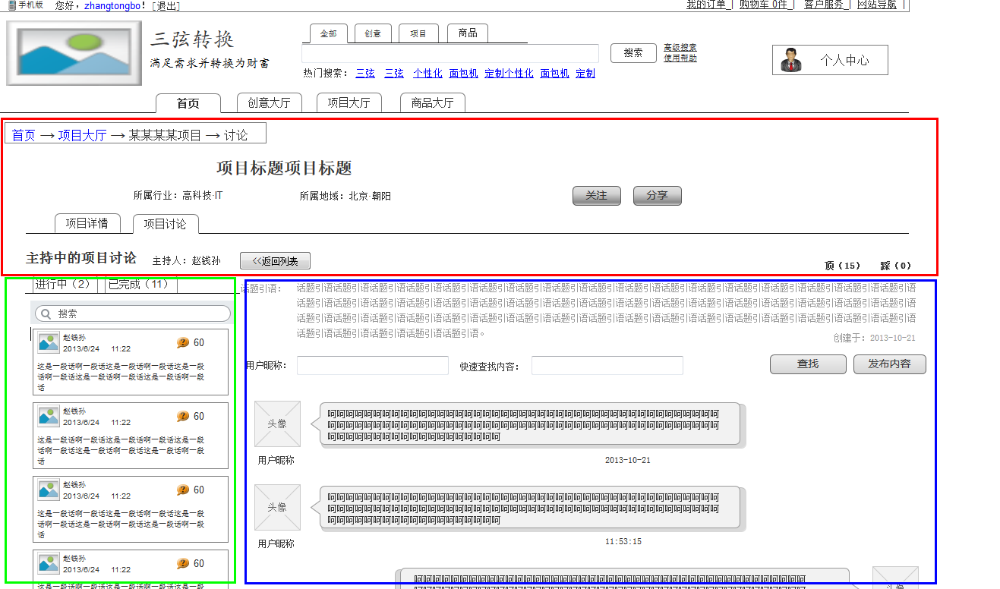 手机版 您好，zhangtongbo！[退出] 我的订单 | 购物车 0件 | 客户服务 | 网站导航 |
三弦转换
满足需求并转换为财富
全部 创意 项目 商品
搜索 高级搜索
使用帮助
个人中心
热门搜索： 三弦 三弦 个性化 面包机 定制个性化 面包机 定制
首页 创意大厅 项目大厅 商品大厅
首页 → 项目大厅 → 某某某某项目 → 讨论
项目标题项目标题
所属行业：高科技·IT 所属地域：北京·朝阳 关注 分享
项目详情 项目讨论
主持中的项目讨论 主持人：赵钱孙 <<返回列表 顶（15） 踩（0）
进行中（2） 已完成（11）
搜索
赵钱孙
2013/6/24 11:22 60
这是一段话啊一段话这是一段话啊一段话这是一段
话啊一段话这是一段话啊一段话这是一段话啊一段
话
赵钱孙
2013/6/24 11:22 60
这是一段话啊一段话这是一段话啊一段话这是一段
话啊一段话这是一段话啊一段话这是一段话啊一段
话
赵钱孙
2013/6/24 11:22 60
这是一段话啊一段话这是一段话啊一段话这是一段
话啊一段话这是一段话啊一段话这是一段话啊一段
话
赵钱孙
2013/6/24 11:22 60
这是一段话啊一段话这是一段话啊一段话这是一段
话题引语： 话题引语话题引语话题引语话题引语话题引语话题引语话题引语话题引语话题引语话题引语话题引语话题引语话题引语话题引语话题引语话题引语话题引语
话题引语话题引语话题引语话题引语话题引语话题引语话题引语话题引语话题引语话题引语话题引语话题引语话题引语话题引语话题引语话题引语话题引语
话题引语话题引语话题引语话题引语话题引语话题引语话题引语话题引语话题引语话题引语话题引语话题引语话题引语话题引语话题引语话题引语话题引语
话题引语话题引语话题引语话题引语话题引语。
创建于：2013-10-21
用户昵称： 快速查找内容： 查找 发布内容
头像
呵呵呵呵呵呵呵呵呵呵呵呵呵呵呵呵呵呵呵呵呵呵呵呵呵呵呵呵呵呵呵呵呵呵呵呵呵呵呵呵呵呵呵
呵呵呵呵呵呵呵呵呵呵呵呵呵呵呵呵呵呵呵呵呵呵呵呵呵呵呵呵呵呵呵呵呵呵呵呵呵呵呵呵呵呵呵
呵呵呵呵呵呵呵呵呵呵呵呵呵呵呵呵呵呵呵
用户昵称 2013-10-21
头像
呵呵呵呵呵呵呵呵呵呵呵呵呵呵呵呵呵呵呵呵呵呵呵呵呵呵呵呵呵呵呵呵呵呵呵呵呵呵呵呵呵呵呵
呵呵呵呵呵呵呵呵呵呵呵呵呵呵呵呵呵呵呵呵呵呵呵呵呵呵呵呵呵呵呵呵呵呵呵呵呵呵呵呵呵呵呵
呵呵呵呵呵呵呵呵呵呵呵呵呵呵呵呵呵呵呵
用户昵称 11:53:15
呵呵呵呵呵呵呵呵呵呵呵呵呵呵呵呵呵呵呵呵呵呵呵呵呵呵呵呵呵呵呵呵呵呵呵呵呵呵呵呵呵呵呵
头像